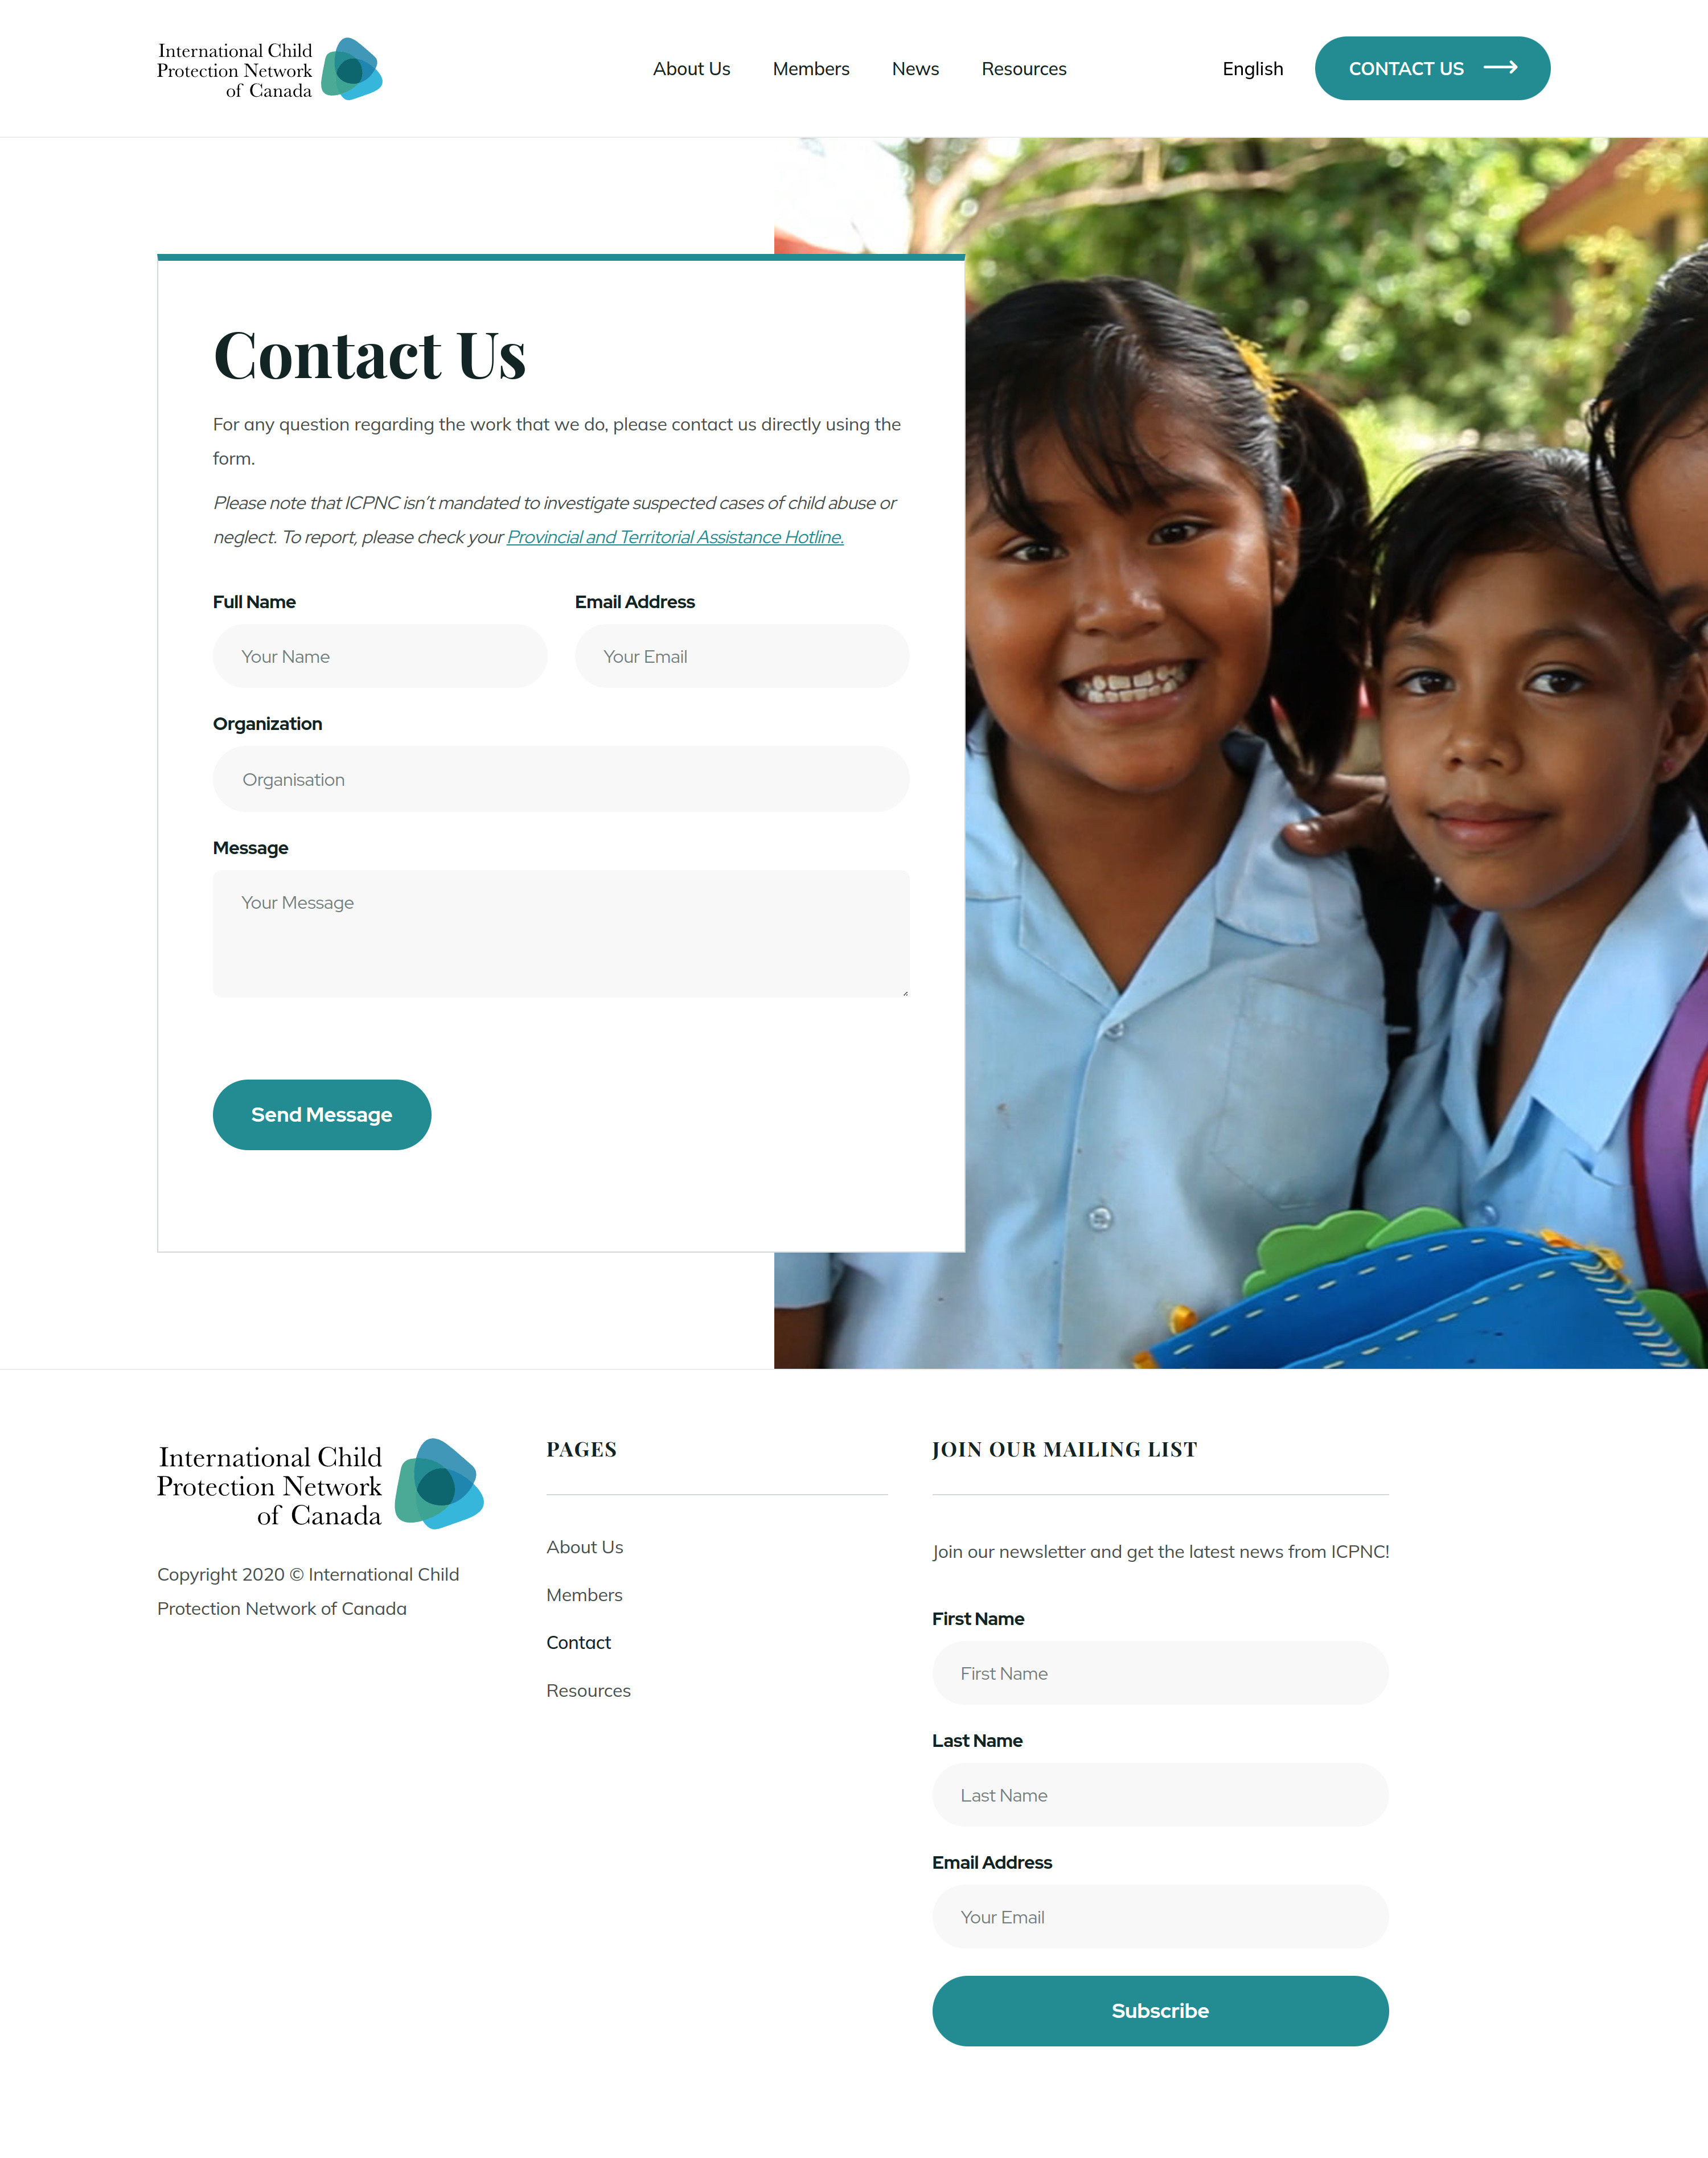 International Child
Protection Network
of Canada
About Us
Members
News
Resources
English
CONTACT US
Contact Us
For any question regarding the work that we do, please contact us directly using the
form.
Please note that ICPNC isn't mandated to investigate suspected cases of child abuse or
neglect. To report, please check your Provincial and Territorial Assistance Hotline.
Full Name
Your Name
Email Address
Your Email
Organization
Organisation
Message
Your Message
Send Message
International Child
Protection Network
of Canada
Copyright 2020 © International Child
Protection Network of Canada
PAGES
About Us
Members
Contact
Resources
JOIN OUR MAILING LIST
Join our newsletter and get the latest news from ICPNC!
First Name
First Name
Last Name
Last Name
Email Address
Your Email
Subscribe